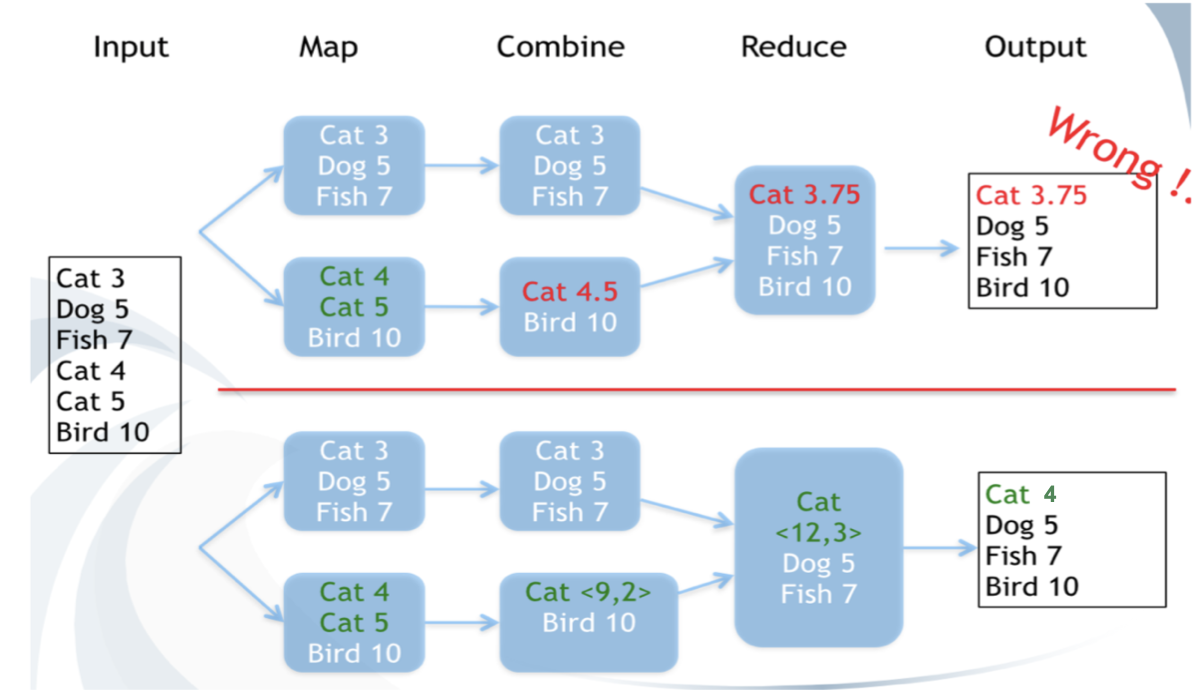 Input
Map
Combine
Reduce
Output
Wrong !.
Cat 3
Dog 5
Fish 7
Cat 4
Cat 5
Bird 10
Cat 3
Dog 5
Fish 7
Cat 4
Cat 5
Bird 10
Cat 3
Dog 5
Fish 7
Cat 4.5
Bird 10
Cat 3.75
Dog 5
Fish 7
Bird 10
Cat 3.75
Dog 5
Fish 7
Bird 10
Cat 3
Dog 5
Fish 7
Cat 4
Cat 5
Bird 10
Cat 3
Dog 5
Fish 7
Cat <9,2>
Bird 10
Cat
<12,3>
Dog 5
Fish 7
Cat 4
Dog 5
Fish 7
Bird 10